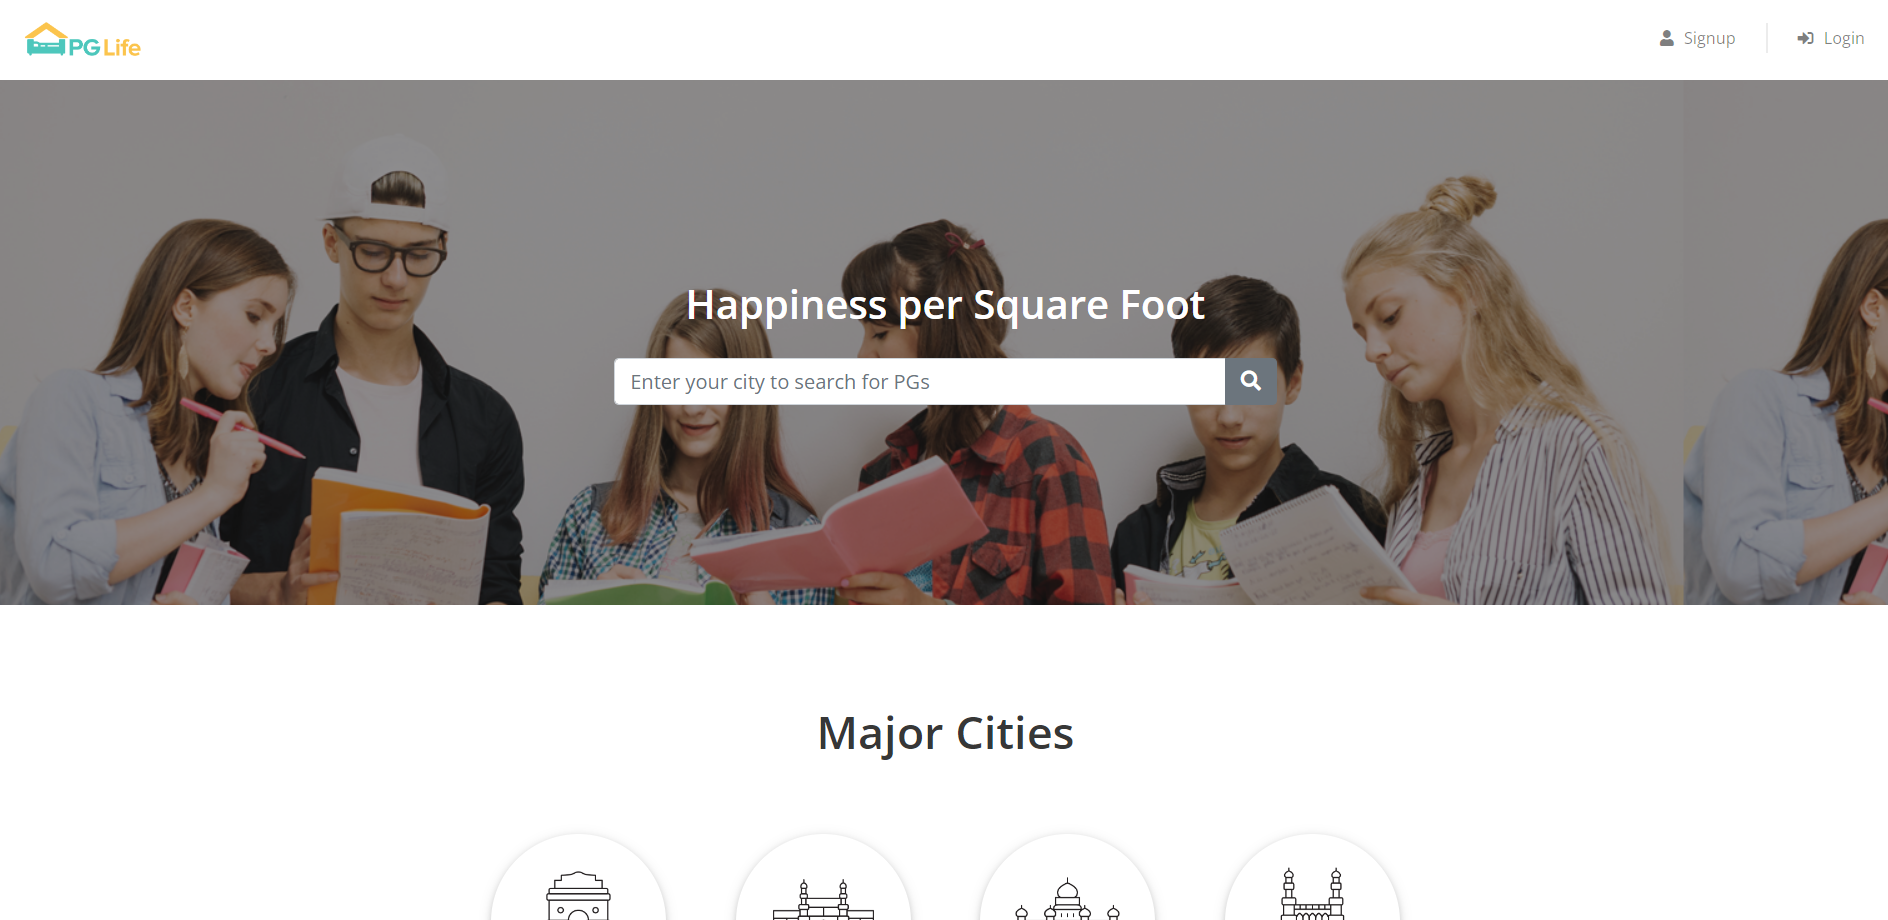 PG Life
Signup
Login
Happiness per Square Foot
Enter your city to search for PGs
Major Cities